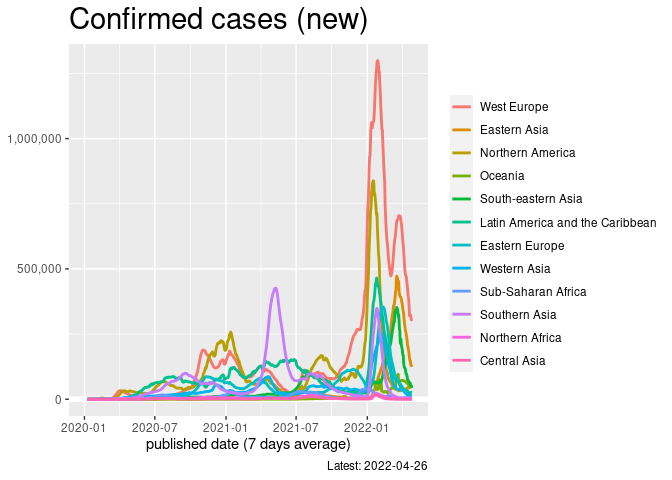 Confirmed cases (new)
1,000,000
500,000
0
2020-01
2020-07
2021-01
2021-07
2022-01
published date (7 days average)
Latest: 2022-04-26
West Europe
Eastern Asia
Northern America
Oceania
South-eastern Asia
Latin America and the Caribbean
Eastern Europe
Western Asia
Sub-Saharan Africa
Southern Asia
Northern Africa
Central Asia